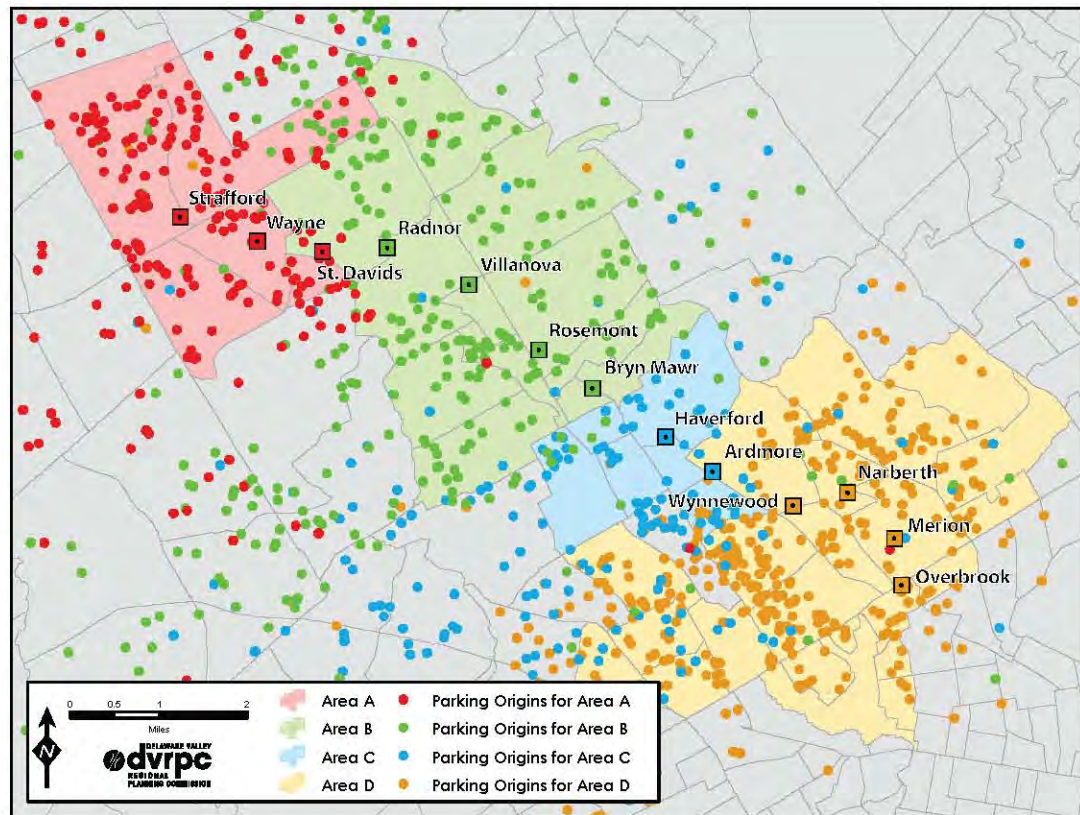 Strafford
Wayne
St. Davids
Radnor
Villanova
Rosemont
Bryn Mawr
Haverford
Ardmore
Wynnewood
Narberth
Merion
Overbrook
0 0.5 1 2
Miles
N
DELAWARE VALLEY
dvrpc
REGIONAL
PLANNING COMMISSION
Area A Parking Origins for Area A
Area B Parking Origins for Area B
Area C Parking Origins for Area C
Area D Parking Origins for Area D